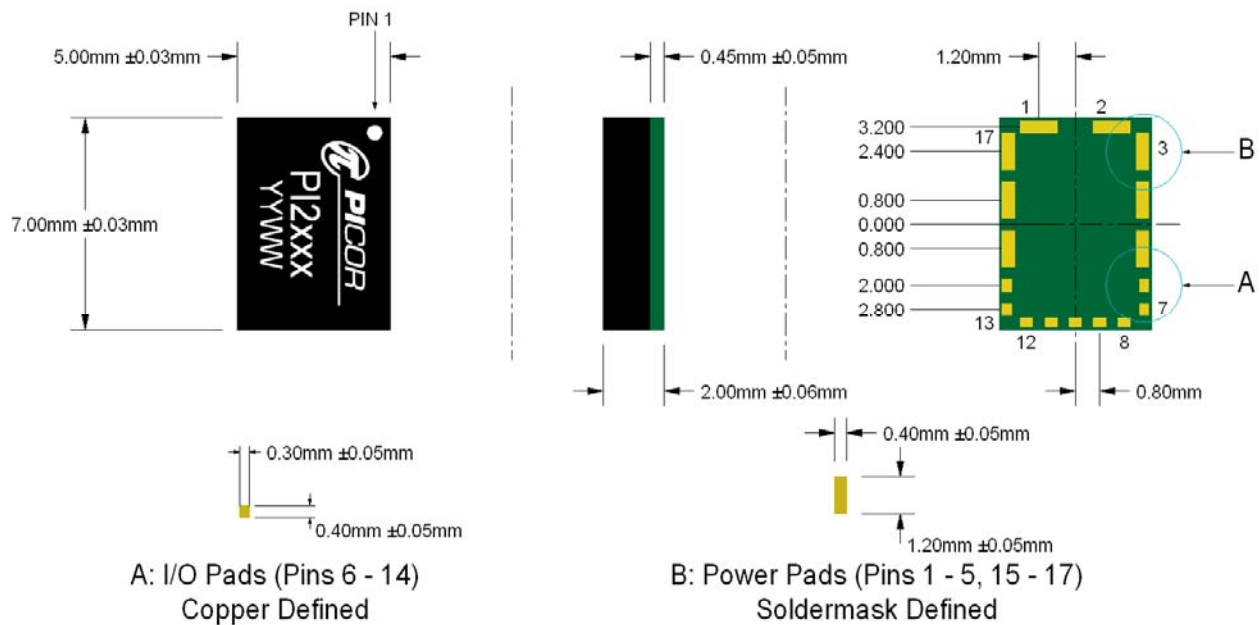 PIN 1
5.00mm ±0.03mm
7.00mm ±0.03mm
PICOR
PI2xxx
YYWW
0.45mm ±0.05mm
2.00mm ±0.06mm
1.20mm
1
2
3.200
17
3
B
2.400
0.800
0.000
0.800
2.000
A
2.800
7
13
12
8
0.80mm
0.30mm ±0.05mm
0.40mm ±0.05mm
A: I/O Pads (Pins 6 - 14)
Copper Defined
0.40mm ±0.05mm
1.20mm ±0.05mm
B: Power Pads (Pins 1 - 5, 15 - 17)
Soldermask Defined